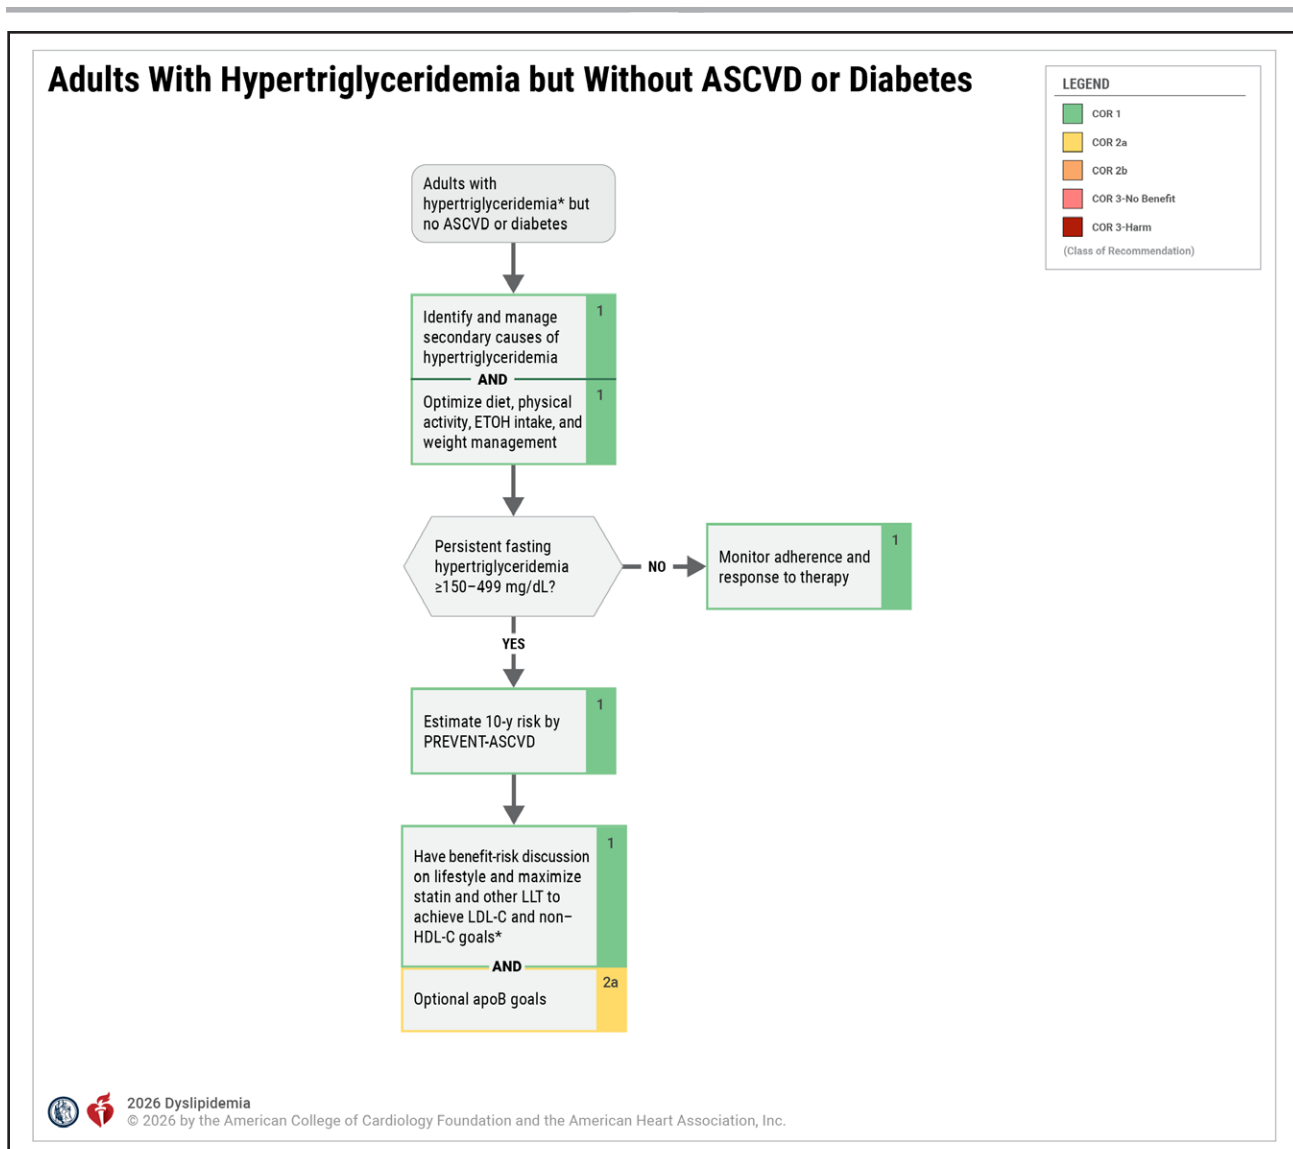 Adults With Hypertriglyceridemia but Without ASCVD or Diabetes
LEGEND
COR 1
COR 2a
COR 2b
COR 3-No Benefit
COR 3-Harm
(Class of Recommendation)
Adults with
hypertriglyceridemia* but
no ASCVD or diabetes
1
Identify and manage
secondary causes of
hypertriglyceridemia
AND
1
Optimize diet, physical
activity, ETOH intake, and
weight management
Persistent fasting
hypertriglyceridemia
≥150–499 mg/dL?
NO
1
Monitor adherence and
response to therapy
YES
1
Estimate 10-y risk by
PREVENT-ASCVD
1
Have benefit-risk discussion
on lifestyle and maximize
statin and other LLT to
achieve LDL-C and non–
HDL-C goals*
AND
2a
Optional apoB goals
2026 Dyslipidemia
© 2026 by the American College of Cardiology Foundation and the American Heart Association, Inc.